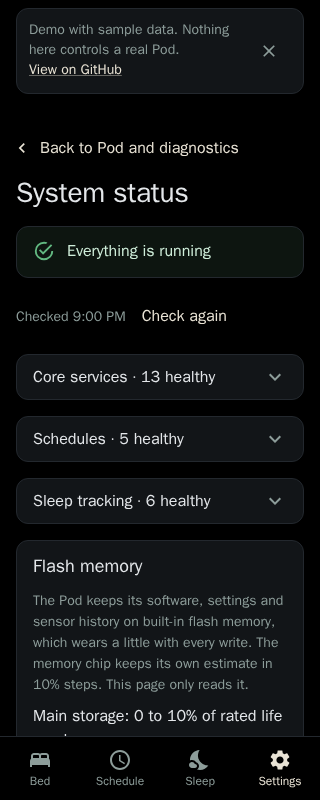 Demo with sample data. Nothing
here controls a real Pod.
View on GitHub
Back to Pod and diagnostics
System status
Everything is running
Checked 9:00 PM Check again
Core services · 13 healthy
Schedules · 5 healthy
Sleep tracking · 6 healthy
Flash memory
The Pod keeps its software, settings and
sensor history on built-in flash memory,
which wears a little with every write. The
memory chip keeps its own estimate in
10% steps. This page only reads it.
Main storage: 0 to 10% of rated life
Bed Schedule Sleep Settings